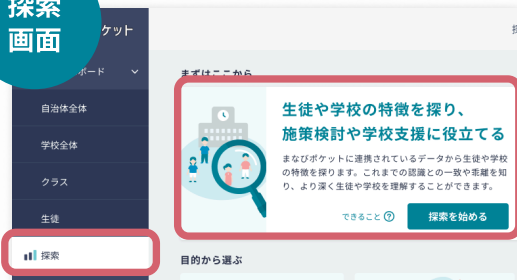 探索
画面
ケット
ボード
自治体全体
学校全体
クラス
生徒
探索
まずはここから
生徒や学校の特徴を探り、
施策検討や学校支援に役立てる
まなびポケットに連携されているデータから生徒や学校
の特徴を探ります。これまでの認識との一致や乖離を知
り、より深く生徒や学校を理解することができます。
できること ?
探索を始める
目的から選ぶ